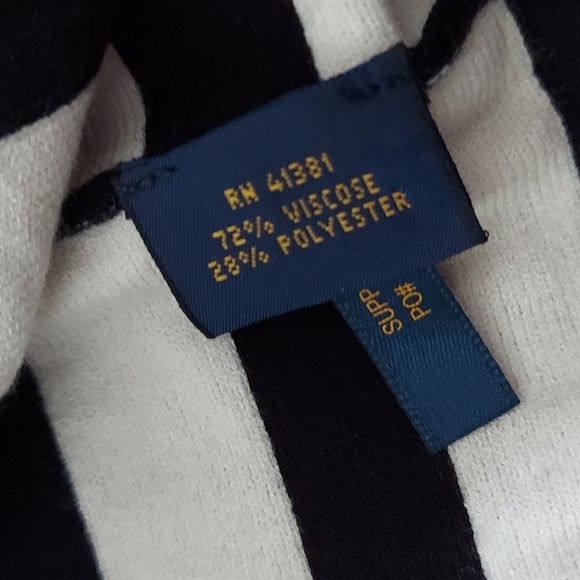 RN 41381
72% VISCOSE
28% POLYESTER
SUPP
PO#